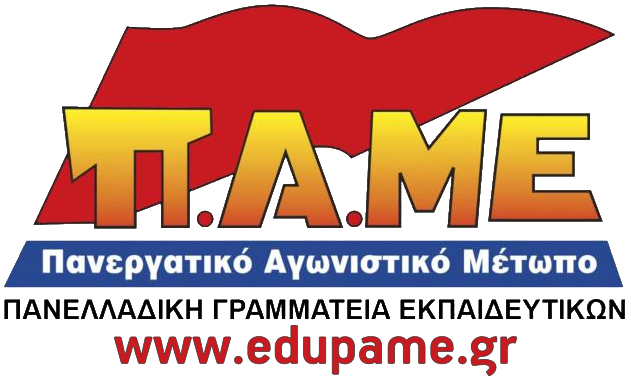 Π.Α.ΜΕ
Πανεργατικό Αγωνιστικό Μέτωπο
ΠΑΝΕΛΛΑΔΙΚΗ ΓΡΑΜΜΑΤΕΙΑ ΕΚΠΑΙΔΕΥΤΙΚΩΝ
www.edupame.gr